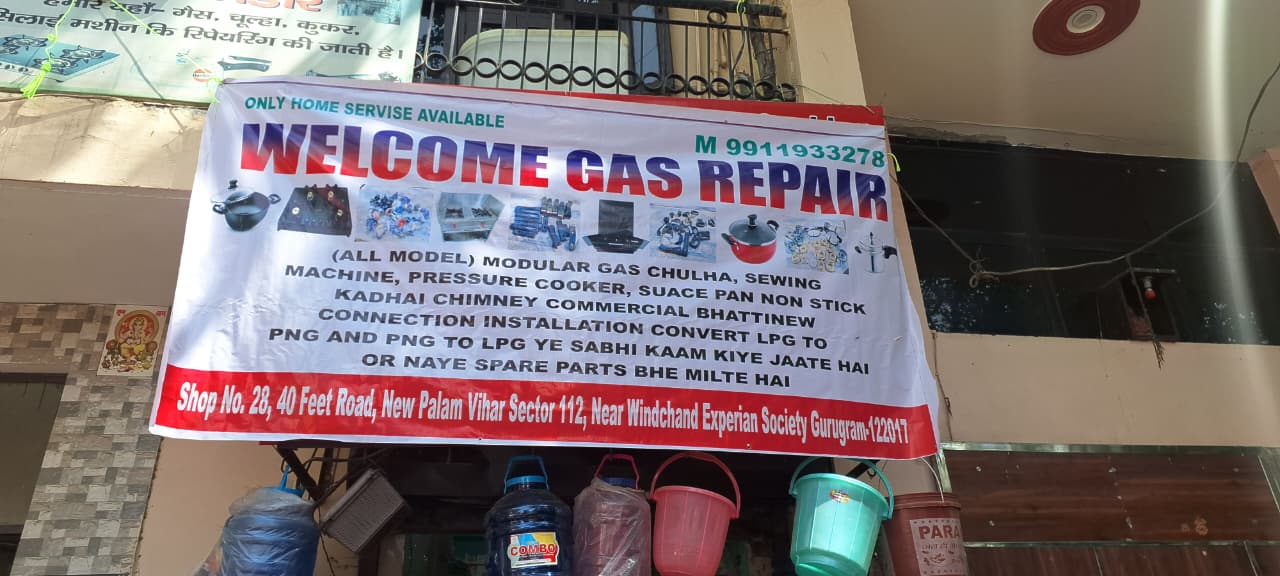 हमारे यहाँ- गैस, चूल्हा, कुकर,
सिलाई मशीन कि रिपेयरिंग की जाती है।
ONLY HOME SERVISE AVAILABLE
M 9911933278
WELCOME GAS REPAIR
(ALL MODEL) MODULAR GAS CHULHA, SEWING
MACHINE, PRESSURE COOKER, SUACE PAN NON STICK
KADHAI CHIMNEY COMMERCIAL BHATTINEW
CONNECTION INSTALLATION CONVERT LPG TO
PNG AND PNG TO LPG YE SABHI KAAM KIYE JAATE HAI
OR NAYE SPARE PARTS BHE MILTE HAI
Shop No. 28, 40 Feet Road, New Palam Vihar Sector 112, Near Windchand Experian Society Gurugram-122017
COMBO
PARA